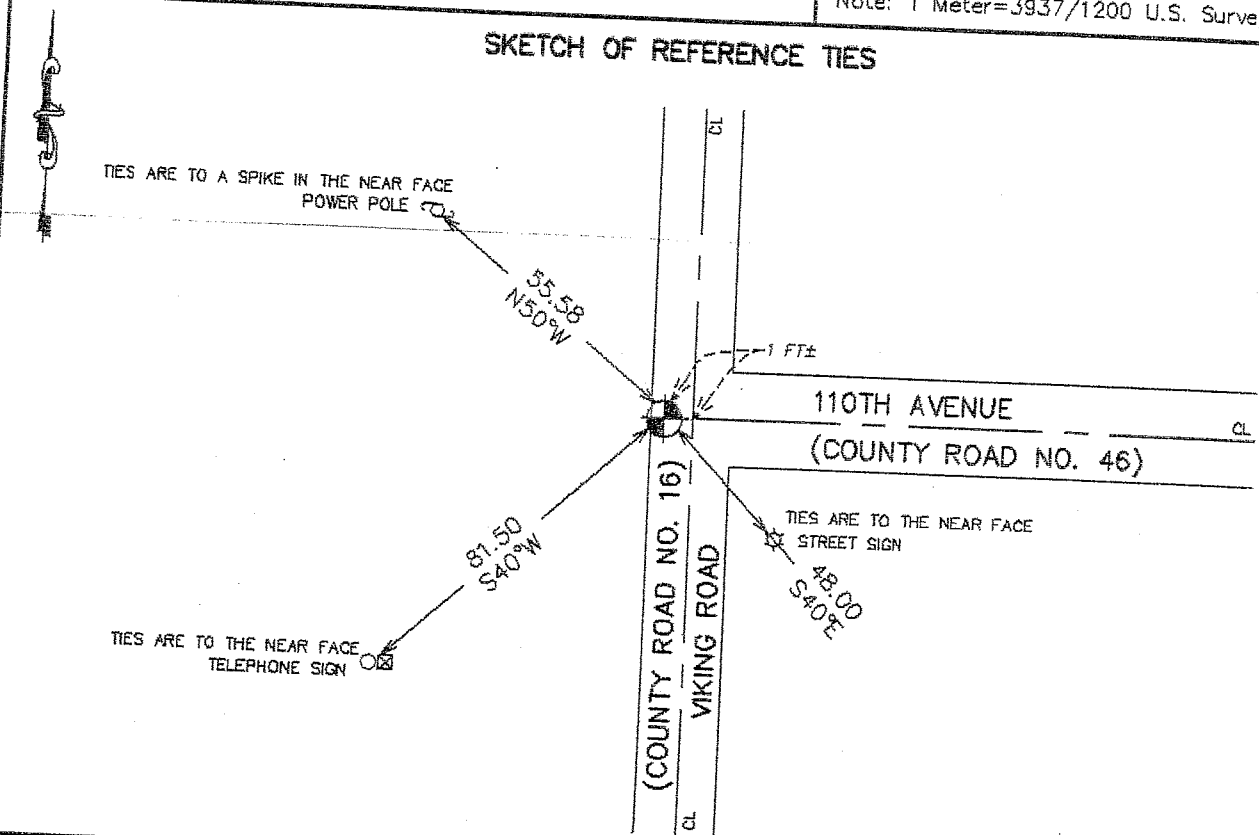 Note: 1 Meter=3937/1200 U.S. Surve
SKETCH OF REFERENCE TIES
CL
TIES ARE TO A SPIKE IN THE NEAR FACE
POWER POLE
55.58
N50°W
1 FT±
110TH AVENUE
CL
(COUNTY ROAD NO. 46)
TIES ARE TO THE NEAR FACE
STREET SIGN
48.00
S40°E
81.50
S40°W
TIES ARE TO THE NEAR FACE
TELEPHONE SIGN
(COUNTY ROAD NO. 16)
VIKING ROAD
CL